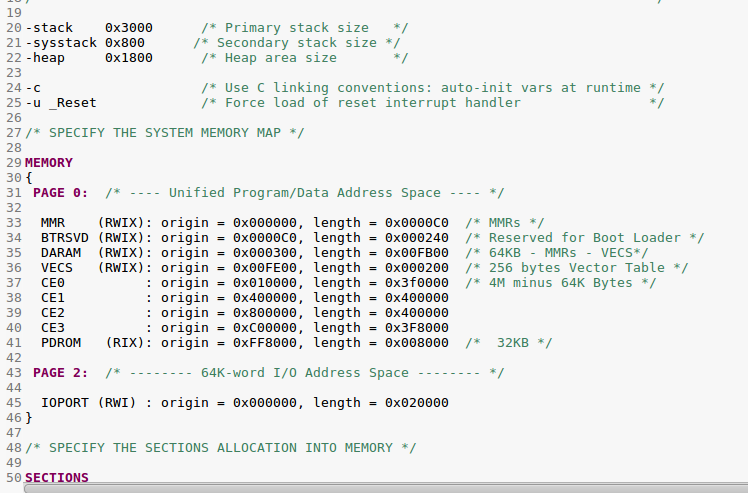 19
20 -stack    0x3000      /* Primary stack size   */
21 -sysstack 0x800      /* Secondary stack size */
22 -heap     0x1800      /* Heap area size       */
23
24 -c                    /* Use C linking conventions: auto-init vars at runtime */
25 -u _Reset             /* Force load of reset interrupt handler                */
26
27 /* SPECIFY THE SYSTEM MEMORY MAP */
28
29 MEMORY
30 {
31  PAGE 0:  /* ---- Unified Program/Data Address Space ---- */
32
33   MMR    (RWIX): origin = 0x000000, length = 0x0000C0  /* MMRs */
34   BTRSVD (RWIX): origin = 0x0000C0, length = 0x000240  /* Reserved for Boot Loader */
35   DARAM  (RWIX): origin = 0x000300, length = 0x00FB00  /* 64KB - MMRs - VECS*/
36   VECS   (RWIX): origin = 0x00FE00, length = 0x000200  /* 256 bytes Vector Table */
37   CE0          : origin = 0x010000, length = 0x3f0000  /* 4M minus 64K Bytes */
38   CE1          : origin = 0x400000, length = 0x400000
39   CE2          : origin = 0x800000, length = 0x400000
40   CE3          : origin = 0xC00000, length = 0x3F8000
41   PDROM   (RIX): origin = 0xFF8000, length = 0x008000  /*  32KB */
42
43  PAGE 2:  /* -------- 64K-word I/O Address Space -------- */
44
45   IOPORT (RWI) : origin = 0x000000, length = 0x020000
46 }
47
48 /* SPECIFY THE SECTIONS ALLOCATION INTO MEMORY */
49
50 SECTIONS